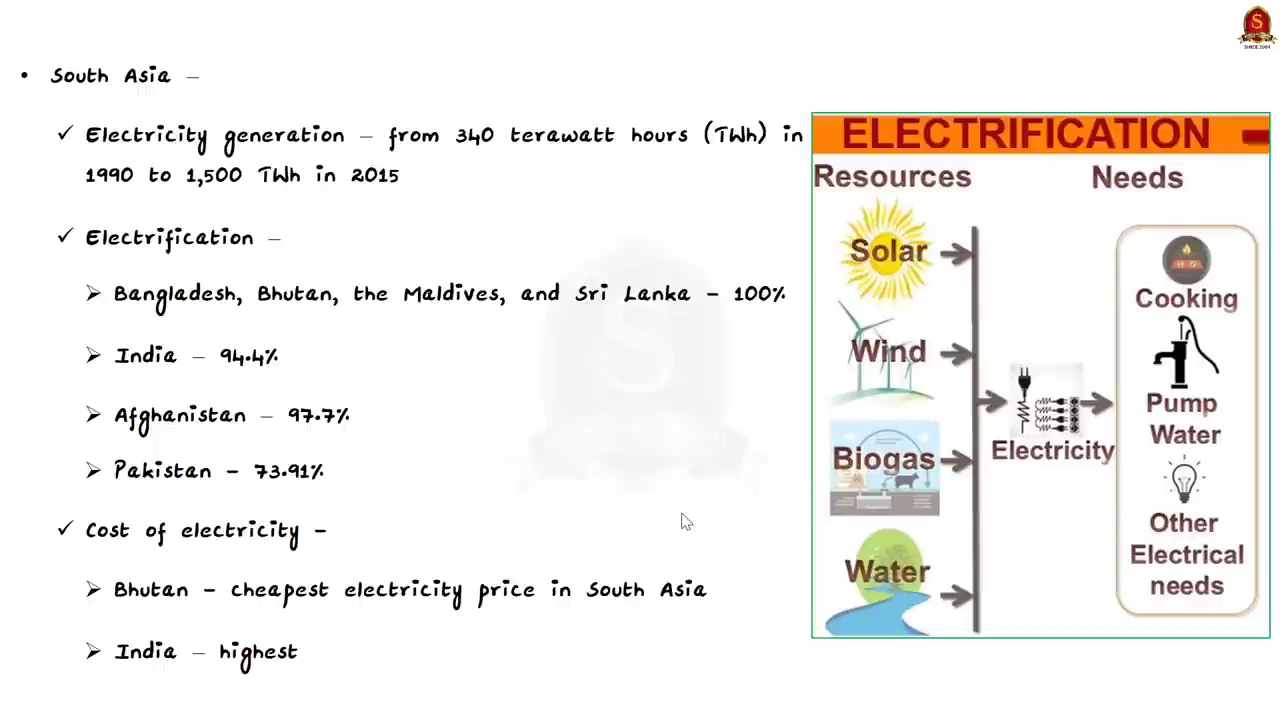 • South Asia –
✓ Electricity generation – from 340 terawatt hours (TWh) in
1990 to 1,500 TWh in 2015
✓ Electrification –
➢ Bangladesh, Bhutan, the Maldives, and Sri Lanka – 100%
➢ India – 94.4%
➢ Afghanistan – 97.7%
➢ Pakistan – 73.91%
✓ Cost of electricity –
➢ Bhutan – cheapest electricity price in South Asia
➢ India – highest
S
SINCE 2004
ELECTRIFICATION
Resources
Needs
Solar
Wind
Biogas
Water
Electricity
Cooking
Pump
Water
Other
Electrical
needs
S